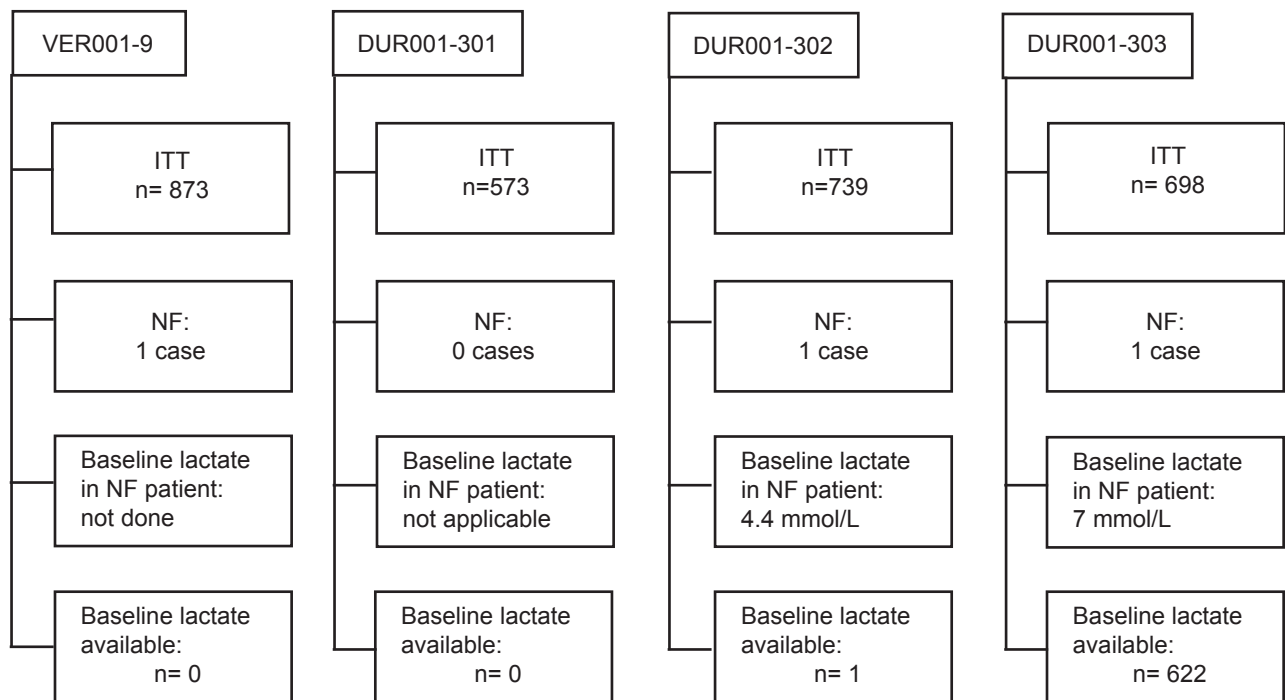 VER001-9
ITT
n= 873
NF:
1 case
Baseline lactate
in NF patient:
not done
Baseline lactate
available:
n= 0
DUR001-301
ITT
n=573
NF:
0 cases
Baseline lactate
in NF patient:
not applicable
Baseline lactate
available:
n= 0
DUR001-302
ITT
n=739
NF:
1 case
Baseline lactate
in NF patient:
4.4 mmol/L
Baseline lactate
available:
n= 1
DUR001-303
ITT
n= 698
NF:
1 case
Baseline lactate
in NF patient:
7 mmol/L
Baseline lactate
available:
n= 622